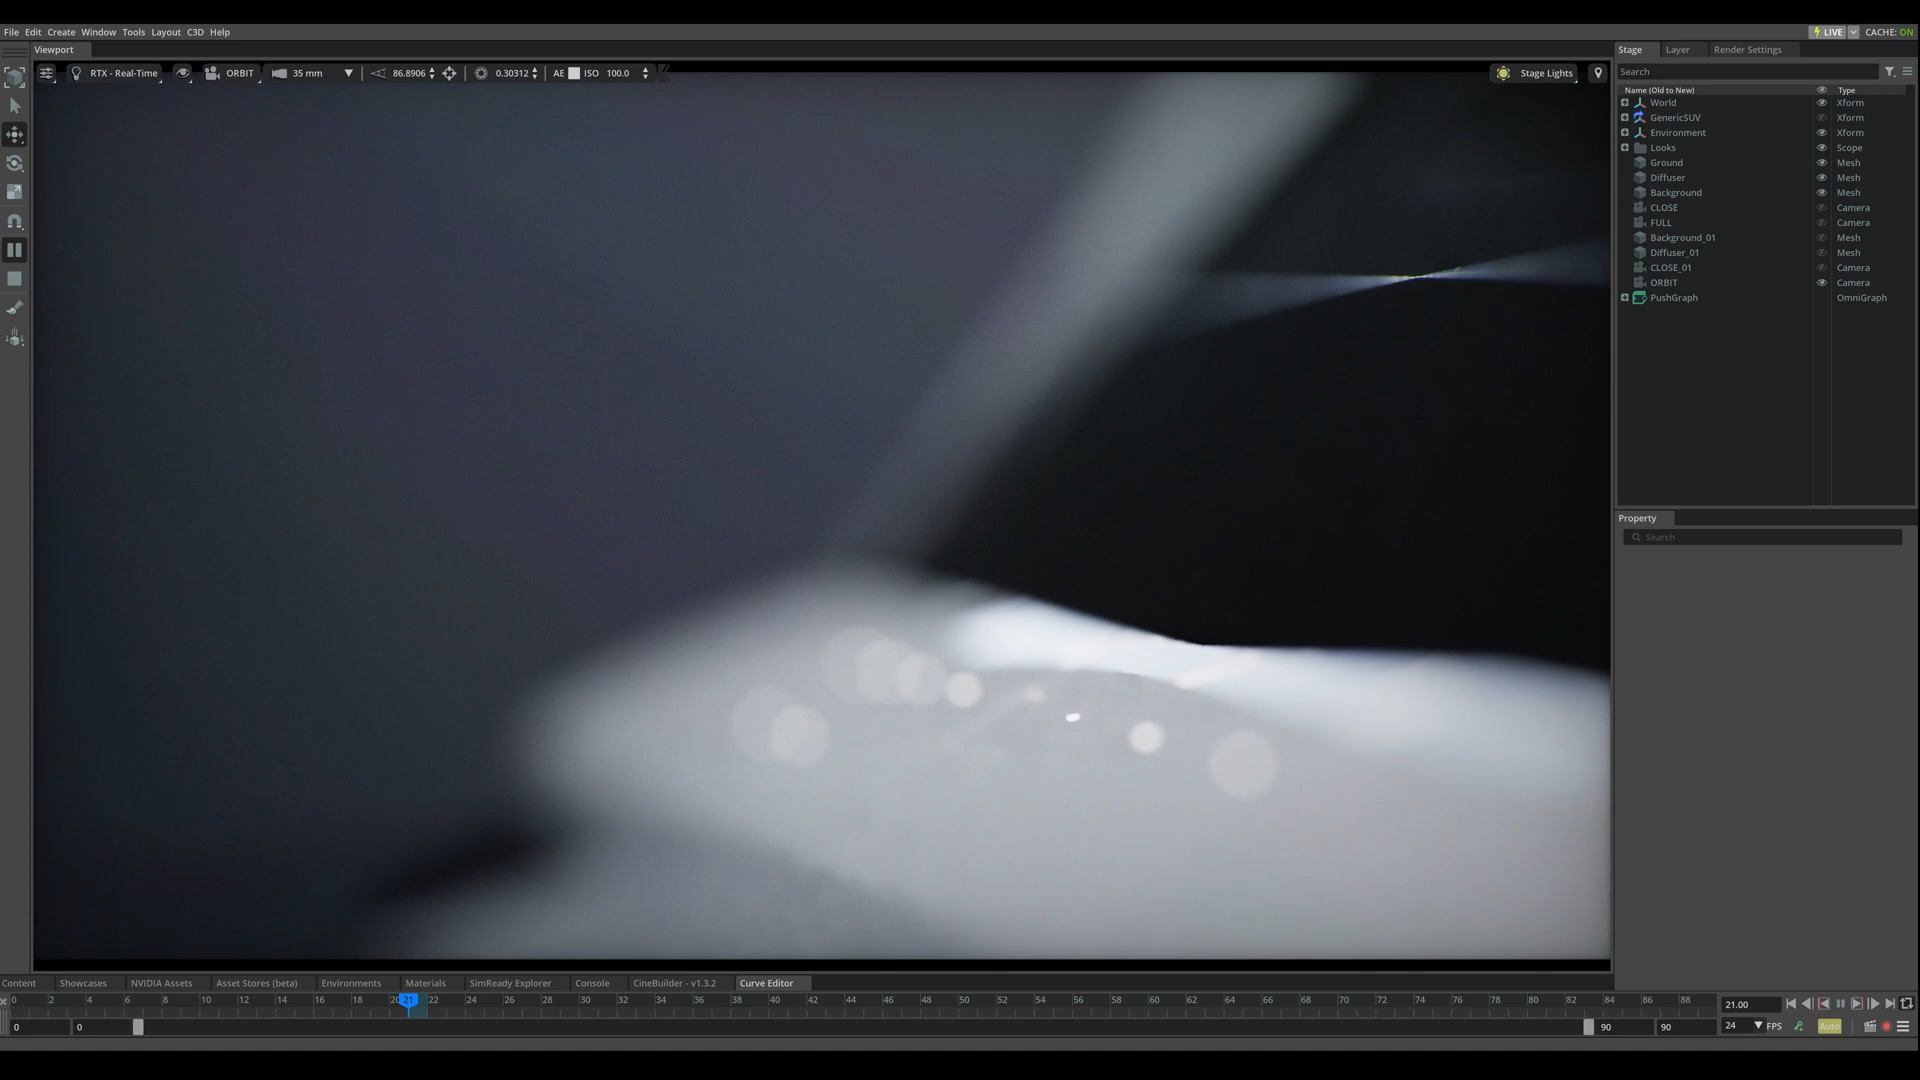 File Edit Create Window Tools Layout C3D Help
LIVE CACHE: ON
Viewport
RTX - Real-Time ORBIT 35 mm 86.8906 0.30312 AE ISO 100.0 Stage Lights
Content Showcases NVIDIA Assets Asset Stores (beta) Environments Materials SimReady Explorer Console CineBuilder - v1.3.2 Curve Editor
0 2 4 6 8 10 12 14 16 18 20 21 22 24 26 28 30 32 34 36 38 40 42 44 46 48 50 52 54 56 58 60 62 64 66 68 70 72 74 76 78 80 82 84 86 88
21.00
0 0 90 90 24 FPS Auto
Stage Layer Render Settings
Search
Name (Old to New) Type
World Xform
GenericSUV Xform
Environment Xform
Looks Scope
Ground Mesh
Diffuser Mesh
Background Mesh
CLOSE Camera
FULL Camera
Background_01 Mesh
Diffuser_01 Mesh
CLOSE_01 Camera
ORBIT Camera
PushGraph OmniGraph
Property
Search